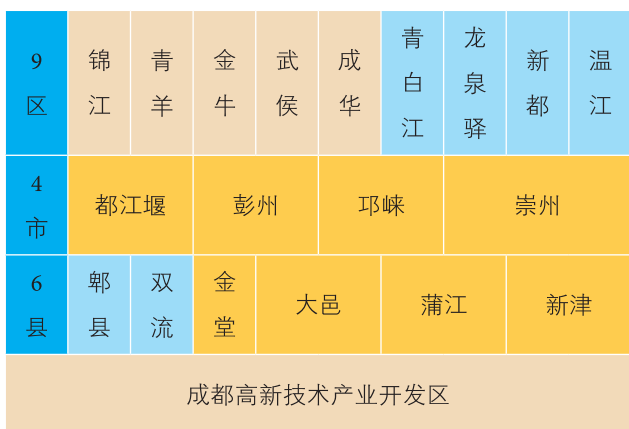 9区
锦江
青羊
金牛
武侯
成华
青白江
龙泉驿
新都
温江
4市
都江堰
彭州
邛崃
崇州
6县
郫县
双流
金堂
大邑
蒲江
新津
成都高新技术产业开发区